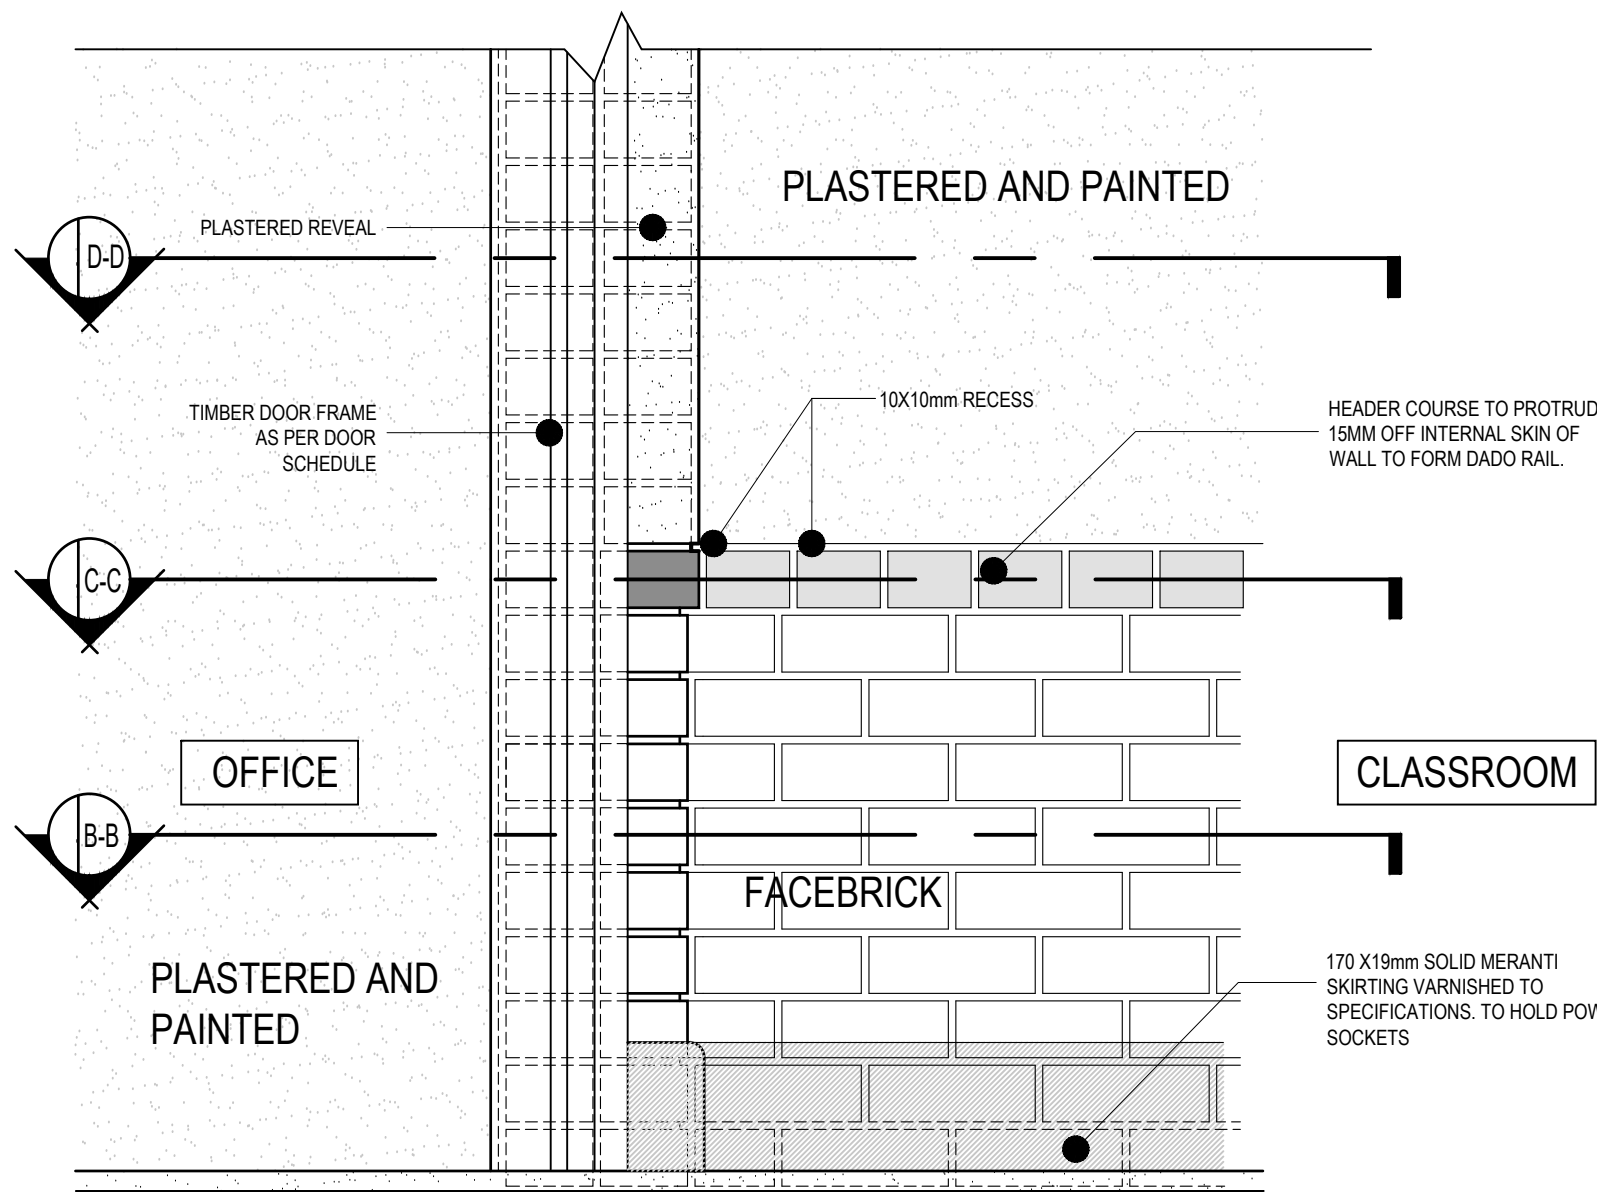 PLASTERED AND PAINTED
PLASTERED REVEAL
D-D
10X10mm RECESS
TIMBER DOOR FRAME
AS PER DOOR
SCHEDULE
HEADER COURSE TO PROTRUD
15MM OFF INTERNAL SKIN OF
WALL TO FORM DADO RAIL.
C-C
OFFICE
CLASSROOM
B-B
FACEBRICK
PLASTERED AND
PAINTED
170 X19mm SOLID MERANTI
SKIRTING VARNISHED TO
SPECIFICATIONS. TO HOLD POW
SOCKETS